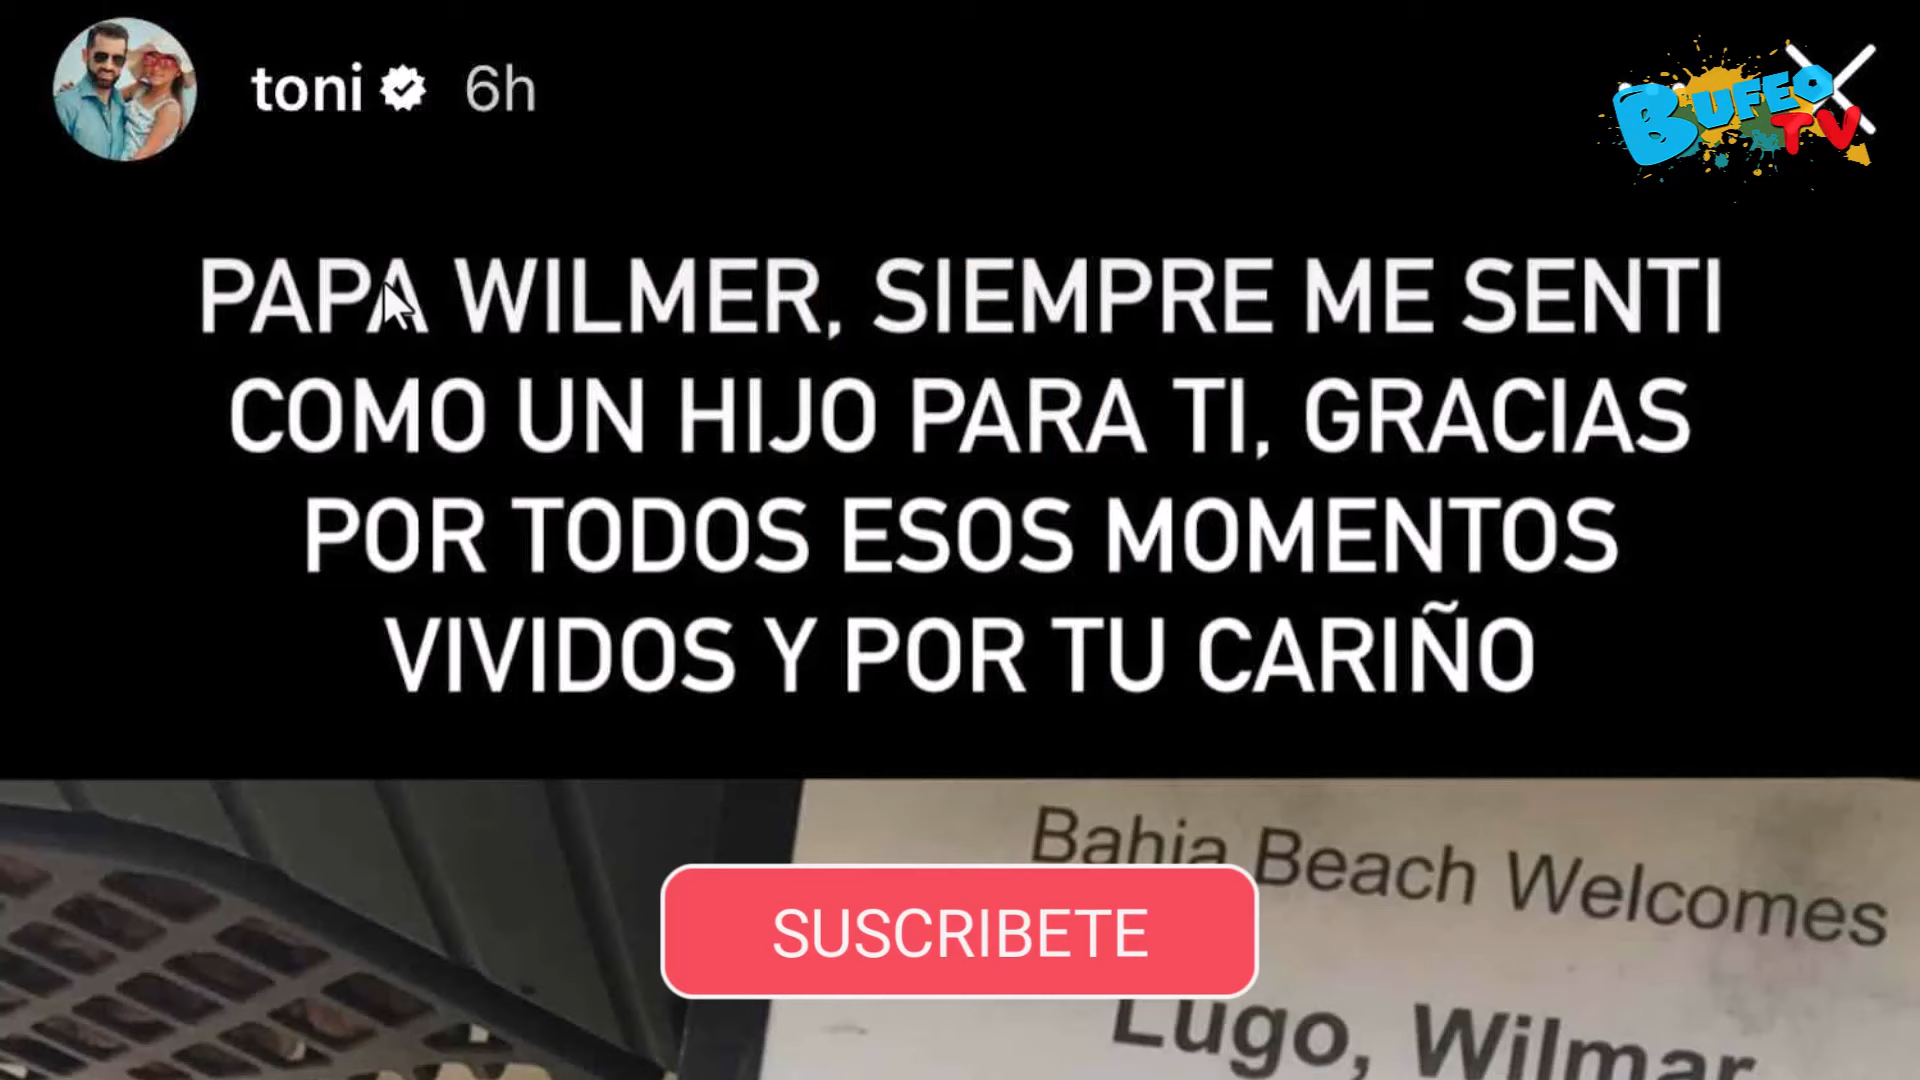 toni 6h
BUFEO
TV
PAPA WILMER, SIEMPRE ME SENTI
COMO UN HIJO PARA TI, GRACIAS
POR TODOS ESOS MOMENTOS
VIVIDOS Y POR TU CARIÑO
Bahia Beach Welcomes
SUSCRIBETE
Lugo, Wilmar